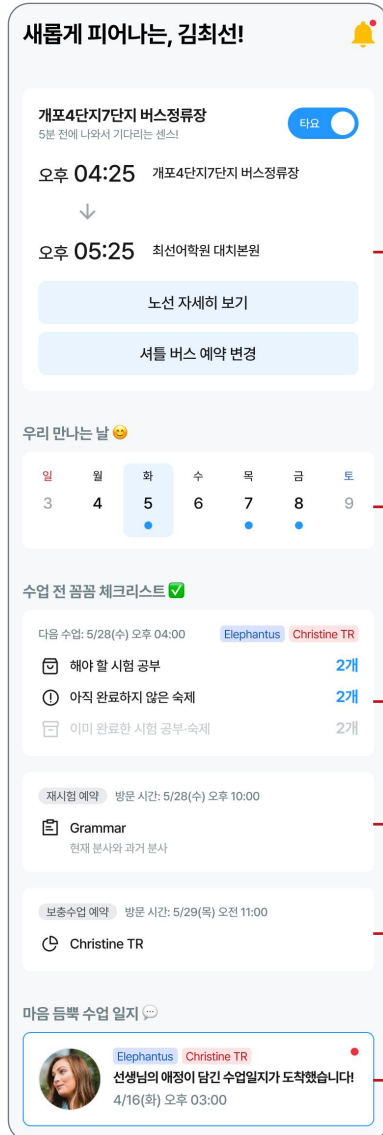 새롭게 피어나는, 김최선!
개포4단지7단지 버스정류장
5분 전에 나와서 기다리는 센스!
타요
오후 04:25 개포4단지7단지 버스정류장
오후 05:25 최선어학원 대치본원
노선 자세히 보기
셔틀 버스 예약 변경
우리 만나는 날
일 월 화 수 목 금 토
3 4 5 6 7 8 9
수업 전 꼼꼼 체크리스트
다음 수업: 5/28(수) 오후 04:00 Elephantus Christine TR
해야 할 시험 공부 2개
아직 완료하지 않은 숙제 2개
이미 완료한 시험 공부·숙제 2개
재시험 예약 방문 시간: 5/28(수) 오후 10:00
Grammar
현재 분사와 과거 분사
보충수업 예약 방문 시간: 5/29(목) 오전 11:00
Christine TR
마음 듬뿍 수업 일지
Elephantus Christine TR
선생님의 애정이 담긴 수업일지가 도착했습니다!
4/16(화) 오후 03:00